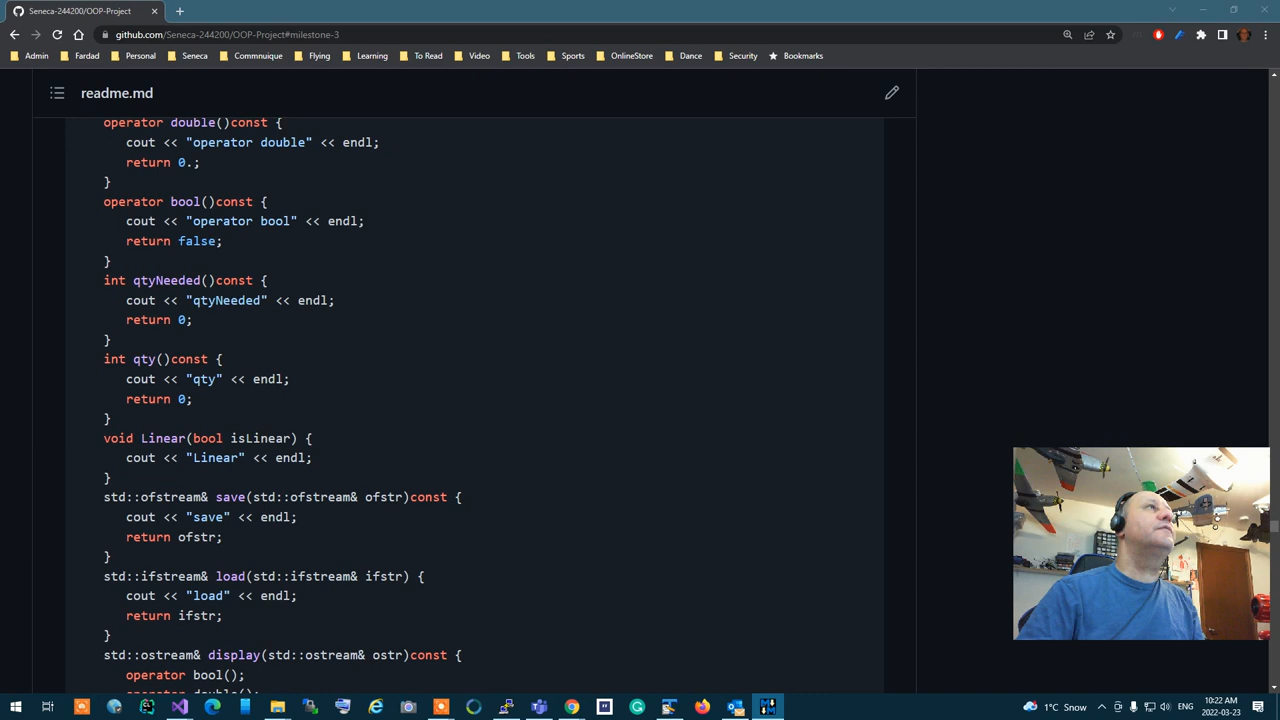 Seneca-244200/OOP-Project
github.com/Seneca-244200/OOP-Project#milestone-3
Admin Fardad Personal Seneca Commnuique Flying Learning To Read Video Tools Sports OnlineStore Dance Security Bookmarks
readme.md
operator double()const {
cout << "operator double" << endl;
return 0.;
}
operator bool()const {
cout << "operator bool" << endl;
return false;
}
int qtyNeeded()const {
cout << "qtyNeeded" << endl;
return 0;
}
int qty()const {
cout << "qty" << endl;
return 0;
}
void Linear(bool isLinear) {
cout << "Linear" << endl;
}
std::ofstream& save(std::ofstream& ofstr)const {
cout << "save" << endl;
return ofstr;
}
std::ifstream& load(std::ifstream& ifstr) {
cout << "load" << endl;
return ifstr;
}
std::ostream& display(std::ostream& ostr)const {
operator bool();
operator double();
1°C Snow
ENG
10:22 AM
2022-03-23